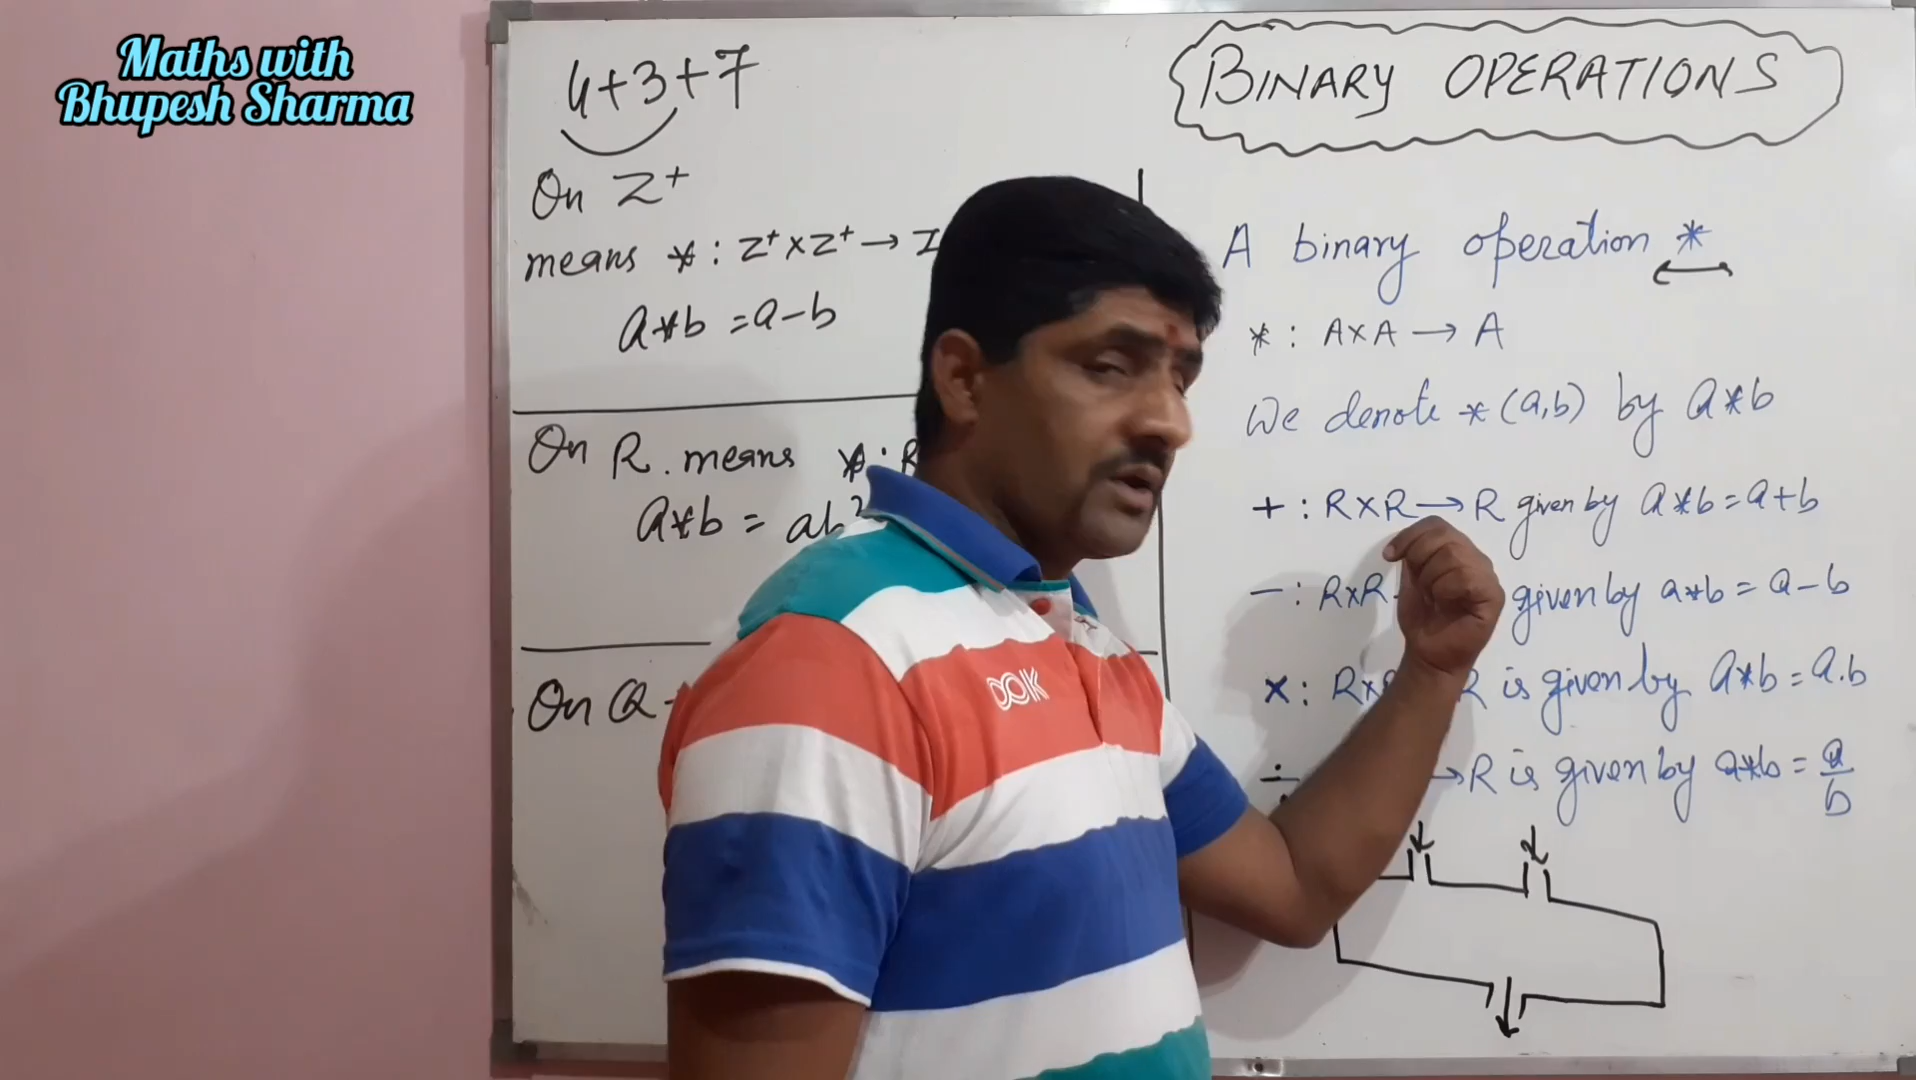 Maths with
Bhupesh Sharma
4+3+7
On Z⁺
means * : Z⁺×Z⁺→
a*b = a-b
On R. means * : R
a*b = ab²
On Q
BINARY OPERATIONS
A binary operation *
* : A×A → A
We denote *(a,b) by a*b
+ : R×R → R given by a*b = a+b
- : R×R given by a*b = a-b
× : R×R R is given by a*b = a.b
÷ → R is given by a*b = a/b
DOIK